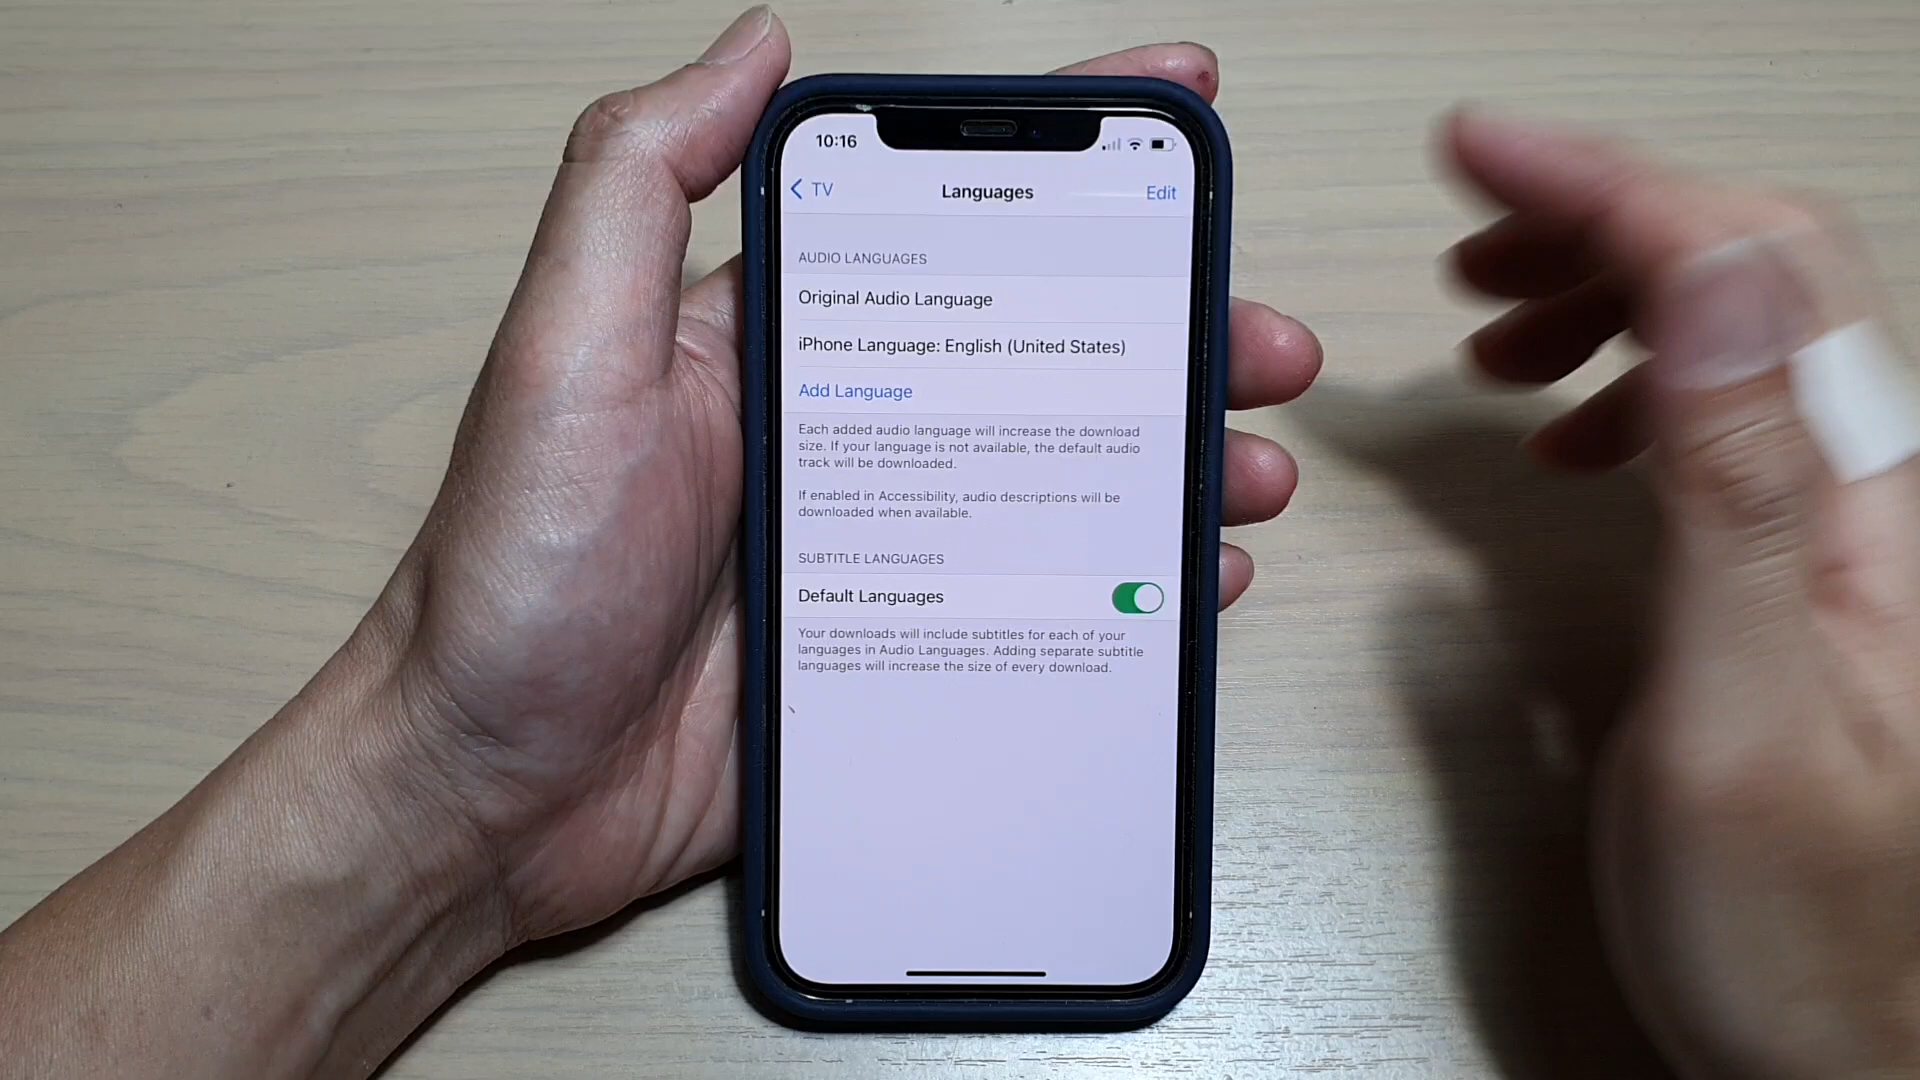 10:16
TV
Languages
Edit
AUDIO LANGUAGES
Original Audio Language
iPhone Language: English (United States)
Add Language
Each added audio language will increase the download
size. If your language is not available, the default audio
track will be downloaded.
If enabled in Accessibility, audio descriptions will be
downloaded when available.
SUBTITLE LANGUAGES
Default Languages
Your downloads will include subtitles for each of your
languages in Audio Languages. Adding separate subtitle
languages will increase the size of every download.